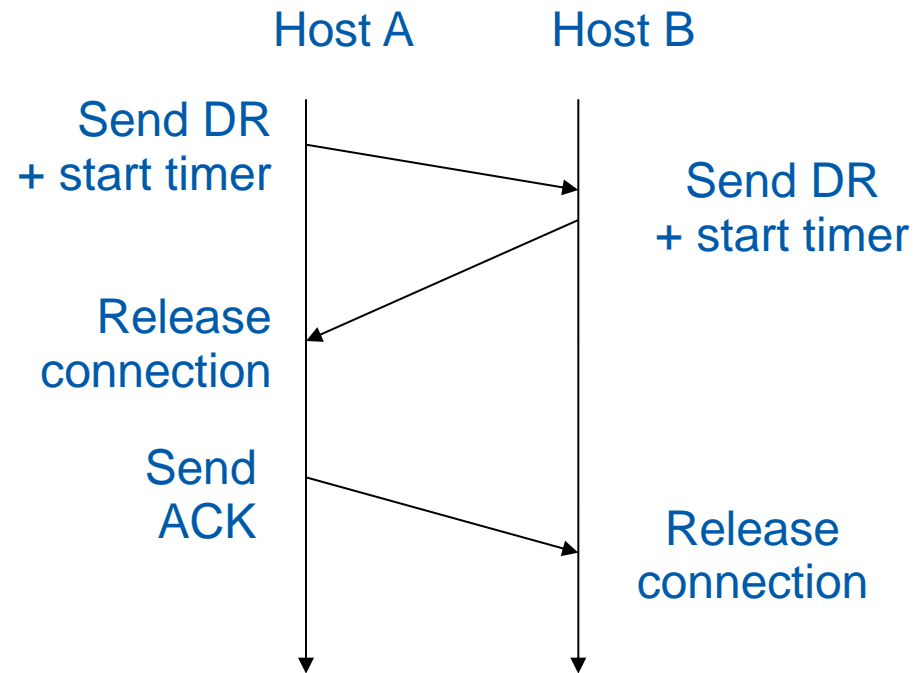 Host A
Host B
Send DR
+ start timer
Send DR
+ start timer
Release
connection
Send
ACK
Release
connection